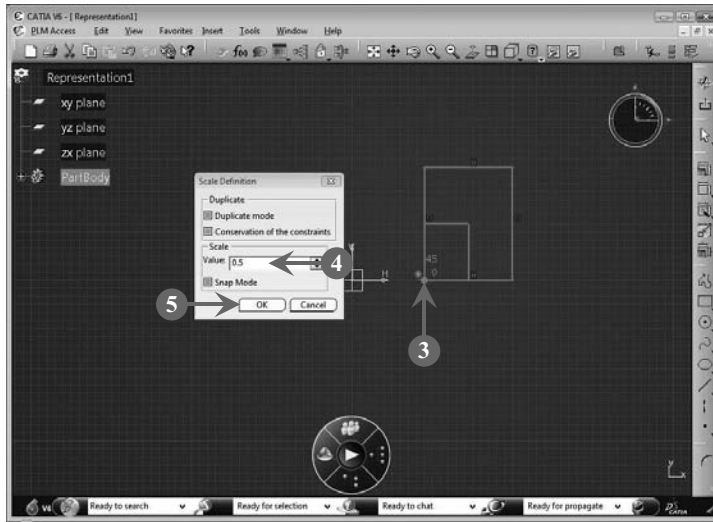 CATIA V6 - [ Representation1]
PLM Access Edit View Favorites Insert Tools Window Help
Representation1
xy plane
yz plane
zx plane
PartBody
Scale Definition
Duplicate
Duplicate mode
Conservation of the constraints
Scale
Value: 0.5
Snap Mode
OK Cancel
4
5
3
H
45
0
y
x
V6 Ready to search Ready for selection Ready to chat Ready for propagate CATIA